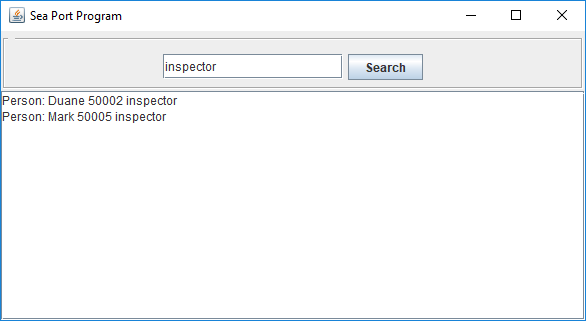 Sea Port Program
inspector
Search
Person: Duane 50002 inspector
Person: Mark 50005 inspector